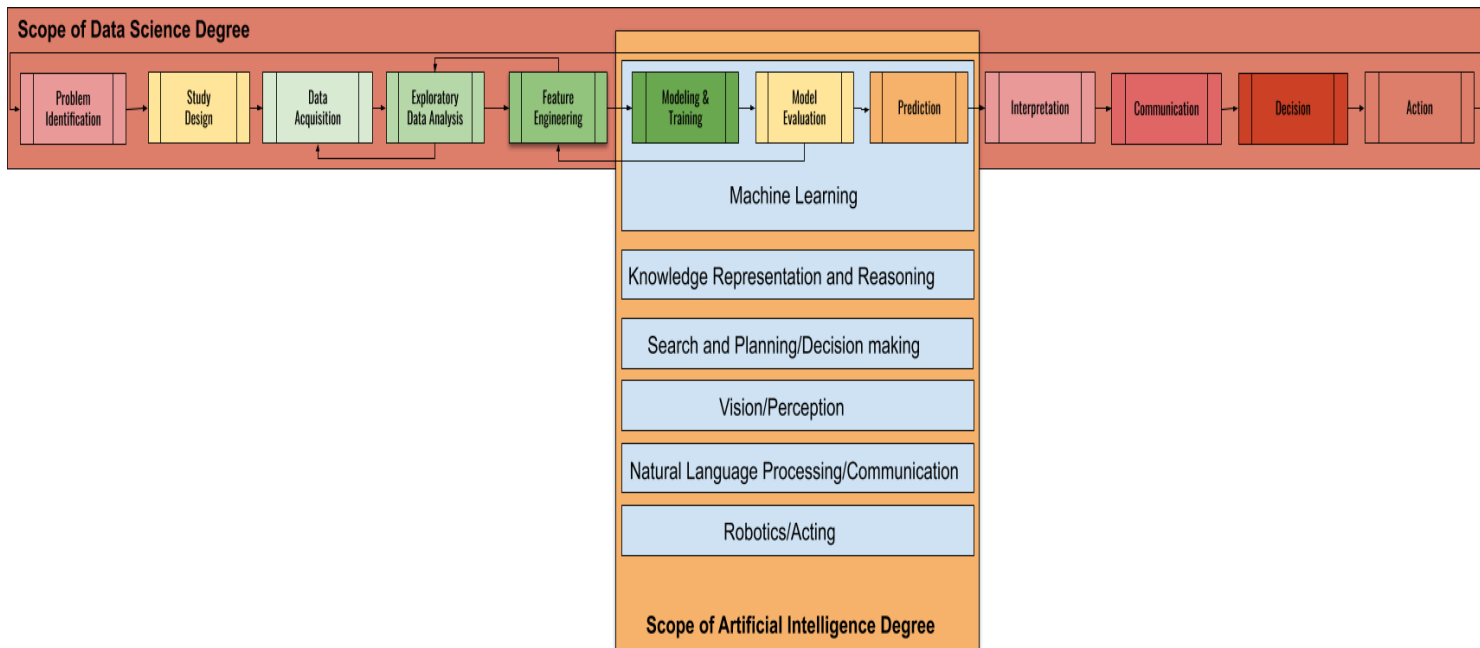 Scope of Data Science Degree
Problem
Identification
Study
Design
Data
Acquisition
Exploratory
Data Analysis
Feature
Engineering
Modeling &
Training
Model
Evaluation
Prediction
Interpretation
Communication
Decision
Action
Machine Learning
Knowledge Representation and Reasoning
Search and Planning/Decision making
Vision/Perception
Natural Language Processing/Communication
Robotics/Acting
Scope of Artificial Intelligence Degree